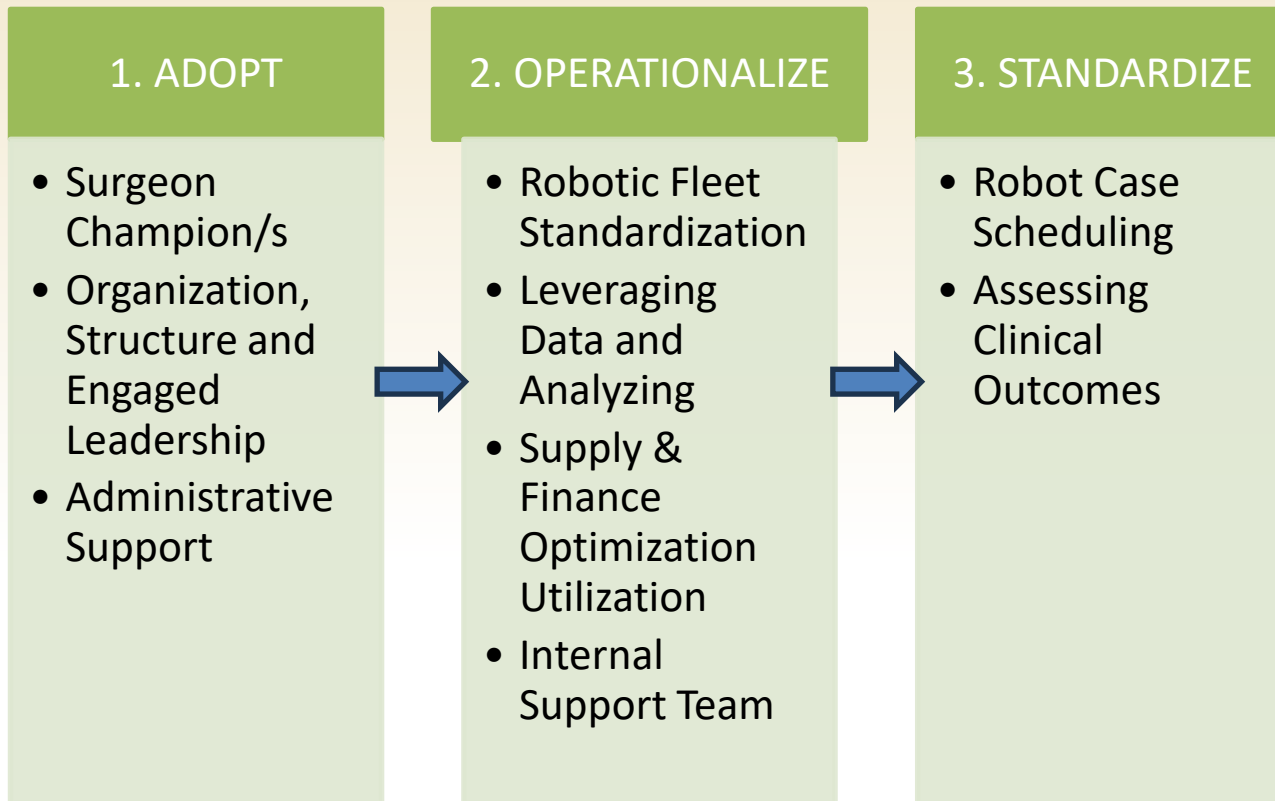 1. ADOPT
• Surgeon
Champion/s
• Organization,
Structure and
Engaged
Leadership
• Administrative
Support
2. OPERATIONALIZE
• Robotic Fleet
Standardization
• Leveraging
Data and
Analyzing
• Supply &
Finance
Optimization
Utilization
• Internal
Support Team
3. STANDARDIZE
• Robot Case
Scheduling
• Assessing
Clinical
Outcomes